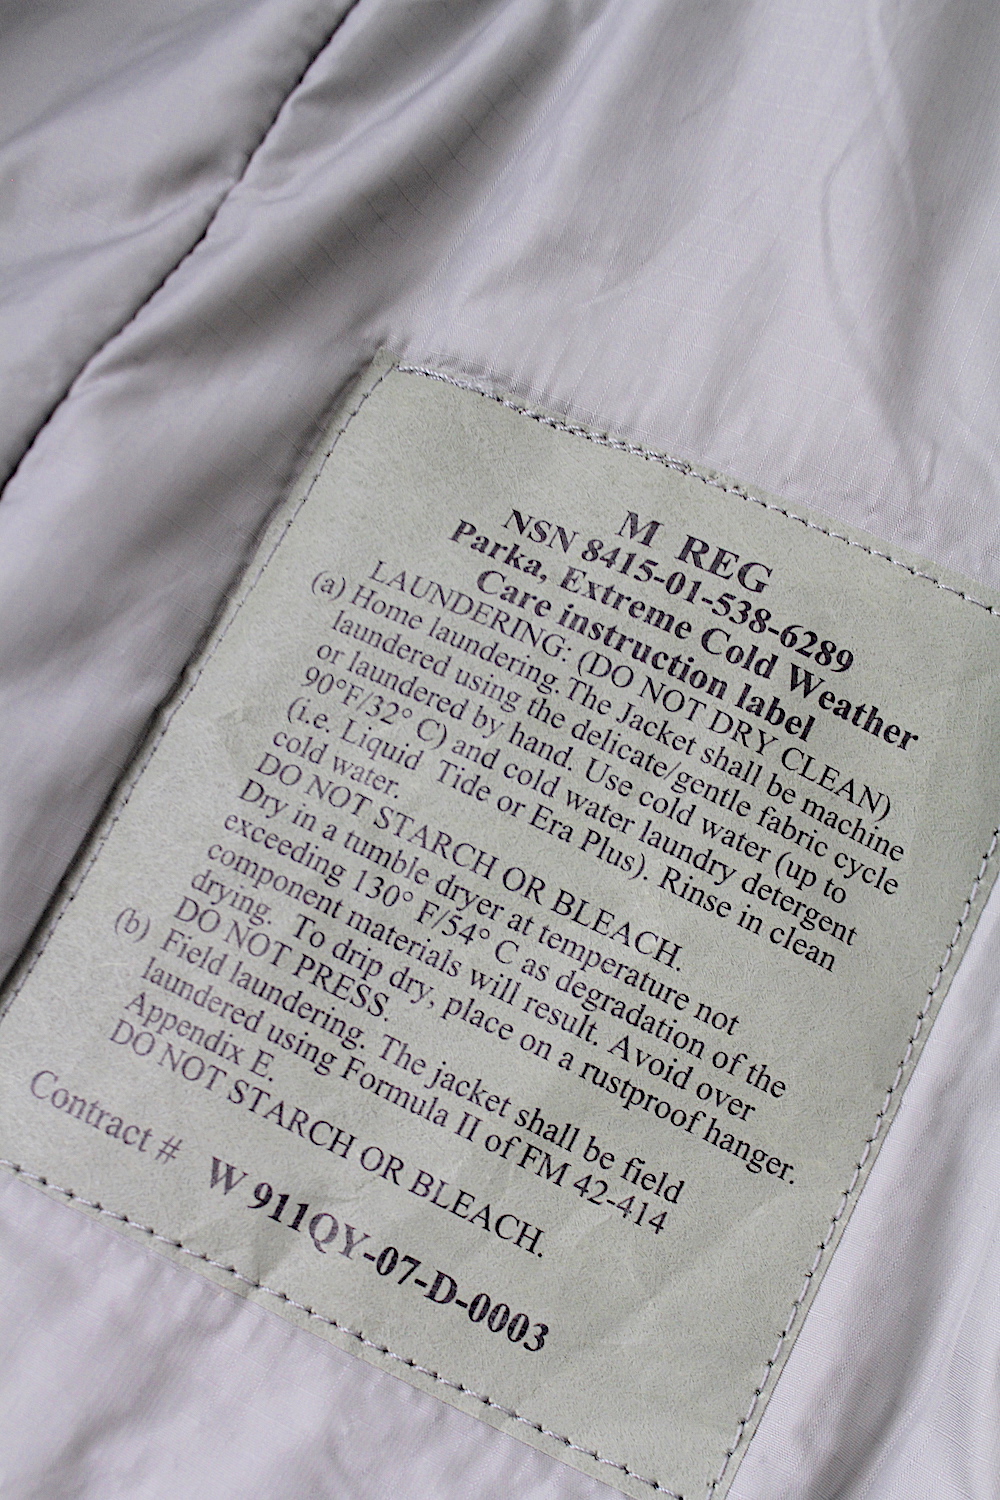 M REG
NSN 8415-01-538-6289
Parka, Extreme Cold Weather
Care instruction label
LAUNDERING: (DO NOT DRY CLEAN)
(a) Home laundering. The Jacket shall be machine
laundered using the delicate/gentle fabric cycle
or laundered by hand. Use cold water (up to
90°F/32° C) and cold water laundry detergent
(i.e. Liquid Tide or Era Plus). Rinse in clean
cold water.
DO NOT STARCH OR BLEACH.
Dry in a tumble dryer at temperature not
exceeding 130° F/54° C as degradation of the
component materials will result. Avoid over
drying. To drip dry, place on a rustproof hanger.
DO NOT PRESS.
(b) Field laundering. The jacket shall be field
laundered using Formula II of FM 42-414
Appendix E.
DO NOT STARCH OR BLEACH.
Contract # W 911QY-07-D-0003